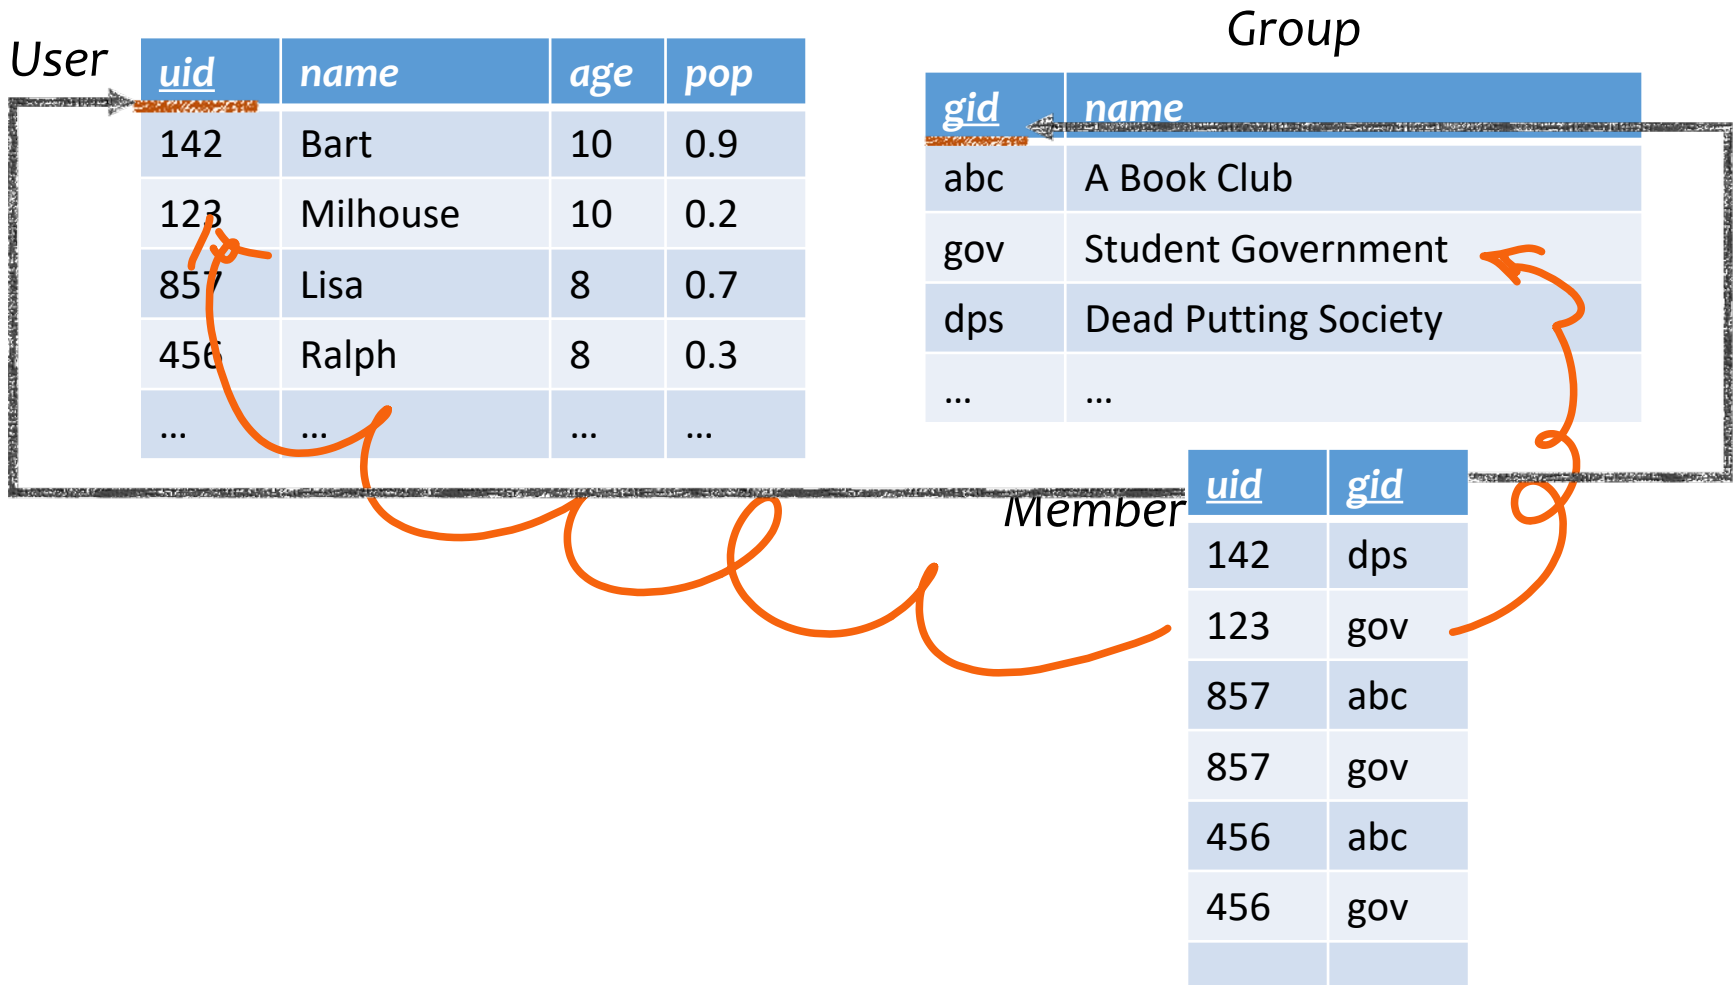 User
uid name age pop
142 Bart 10 0.9
123 Milhouse 10 0.2
857 Lisa 8 0.7
456 Ralph 8 0.3
... ... ... ...
Group
gid name
abc A Book Club
gov Student Government
dps Dead Putting Society
... ...
Member
uid gid
142 dps
123 gov
857 abc
857 gov
456 abc
456 gov